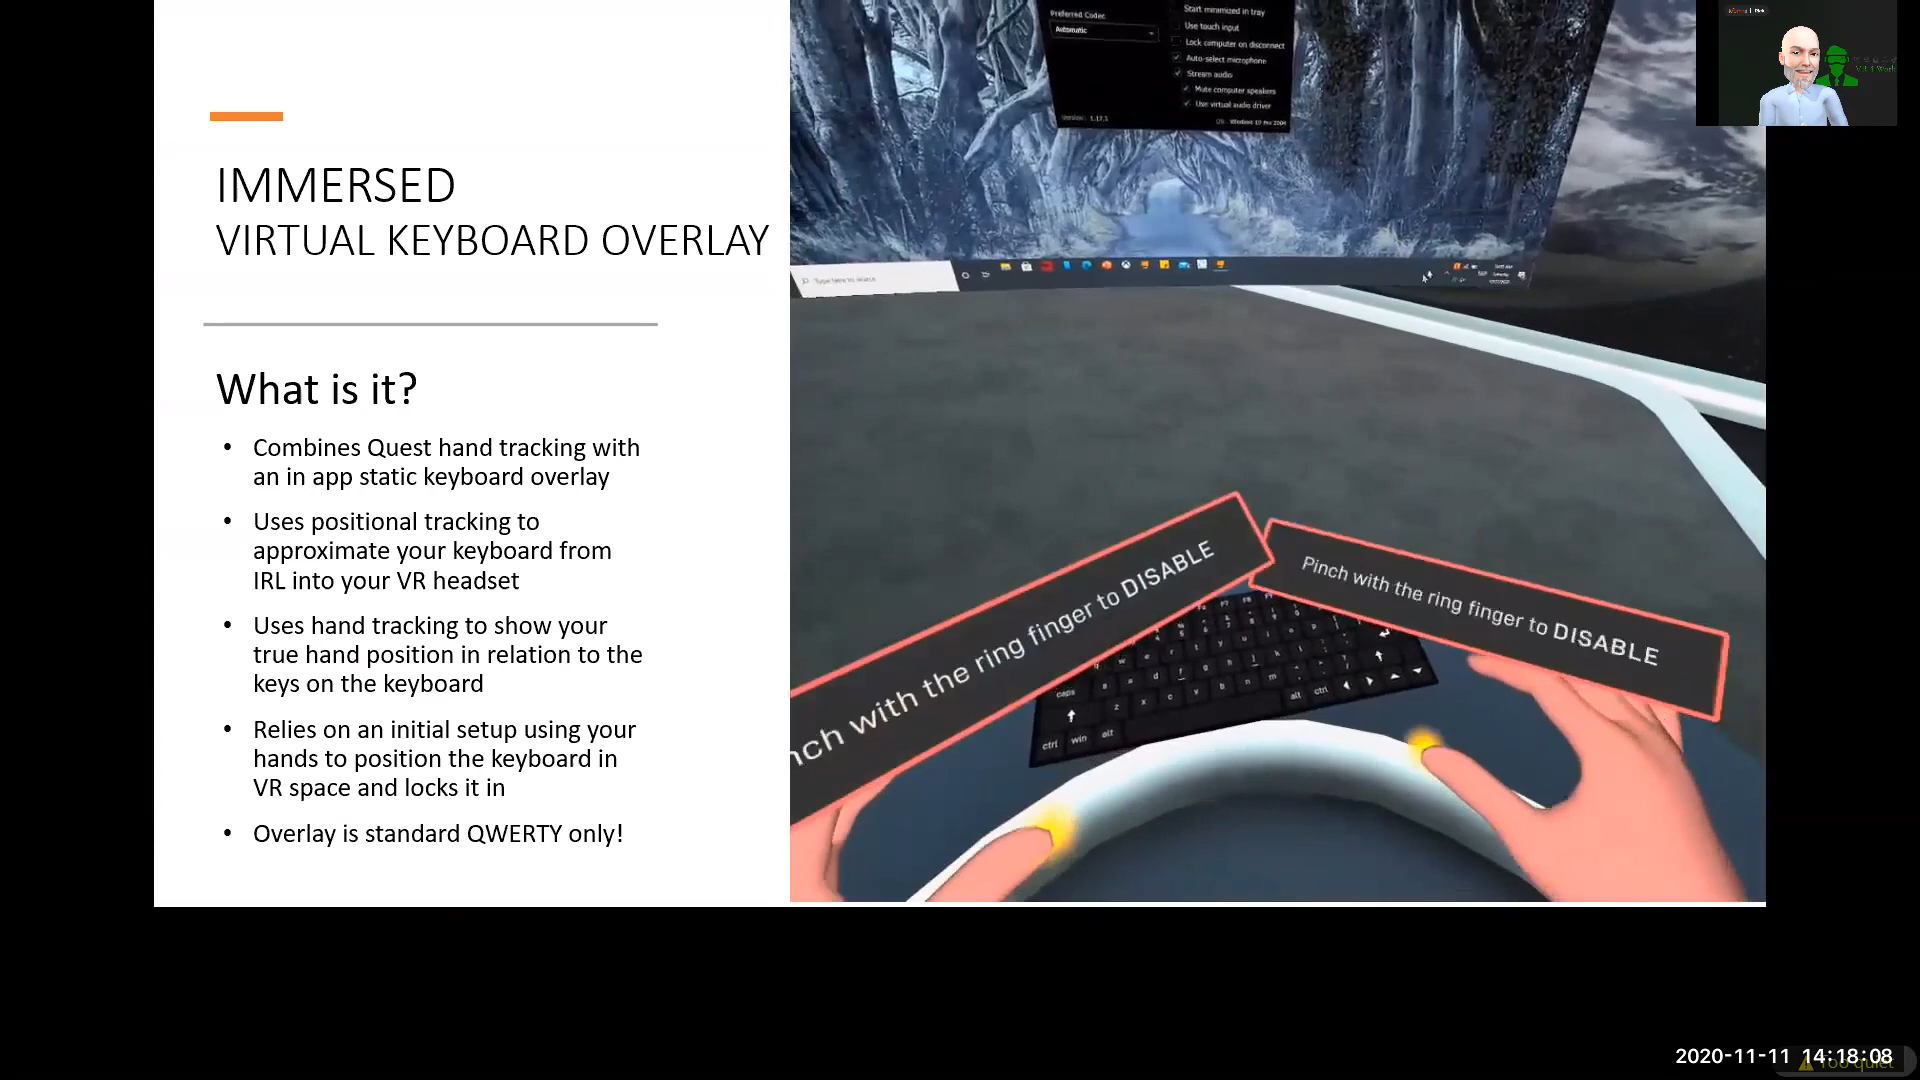 IMMERSED
VIRTUAL KEYBOARD OVERLAY
What is it?
• Combines Quest hand tracking with
an in app static keyboard overlay
• Uses positional tracking to
approximate your keyboard from
IRL into your VR headset
• Uses hand tracking to show your
true hand position in relation to the
keys on the keyboard
• Relies on an initial setup using your
hands to position the keyboard in
VR space and locks it in
• Overlay is standard QWERTY only!
Preferred Codec
Automatic
Start minimized in tray
Use touch input
Lock computer on disconnect
Auto-select microphone
Stream audio
Mute computer speakers
Use virtual audio driver
Type here to search
nch with the ring finger to DISABLE
Pinch with the ring finger to DISABLE
caps
ctrl win alt
alt ctrl
2020-11-11 14:18:08
Too quiet